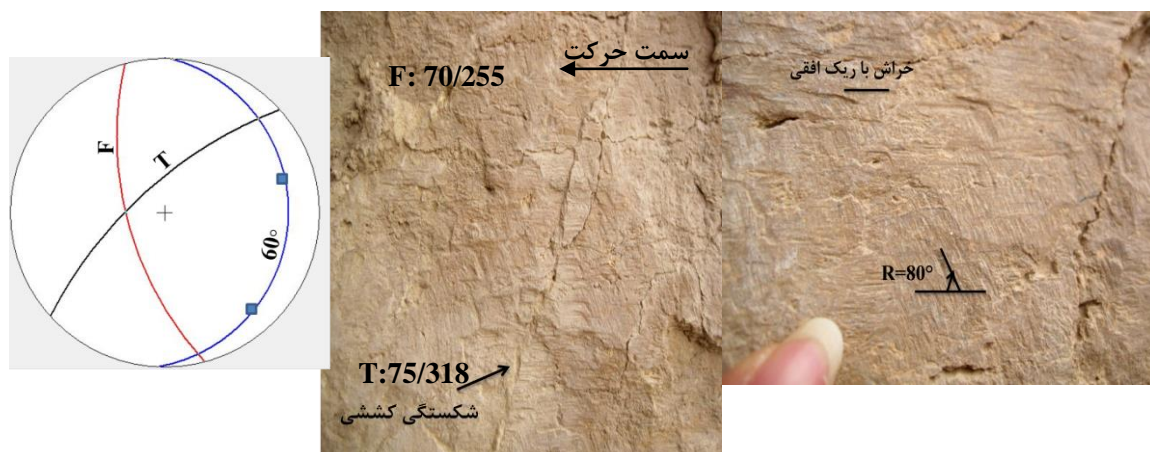 F
T
60°
سمت حرکت
F: 70/255
T:75/318
شکستگی کششی
خراش با ریک افقی
R=80°